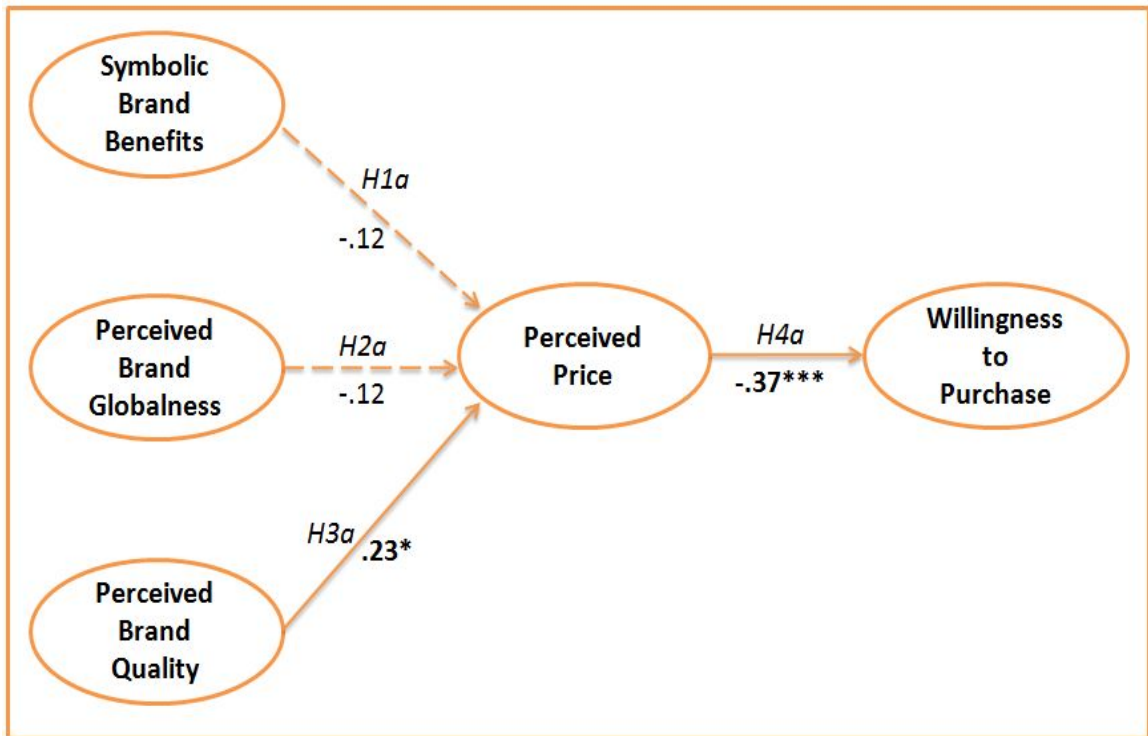 Symbolic
Brand
Benefits
H1a
-.12
Perceived
Brand
Globalness
H2a
-.12
Perceived
Brand
Quality
H3a
.23*
Perceived
Price
H4a
-.37***
Willingness
to
Purchase